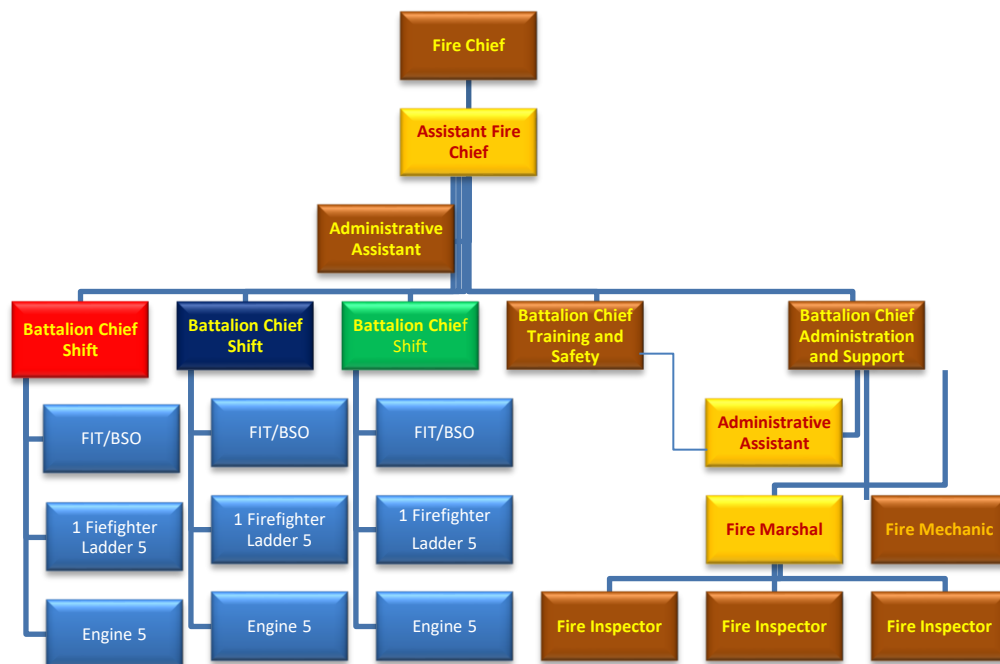 Fire Chief
Assistant Fire
Chief
Administrative
Assistant
Battalion Chief
Shift
Battalion Chief
Shift
Battalion Chief
Shift
Battalion Chief
Training and
Safety
Battalion Chief
Administration
and Support
FIT/BSO
FIT/BSO
FIT/BSO
Administrative
Assistant
1 Fiefighter
Ladder 5
1 Firefighter
Ladder 5
1 Firefighter
Ladder 5
Fire Marshal
Fire Mechanic
Engine 5
Engine 5
Engine 5
Fire Inspector
Fire Inspector
Fire Inspector